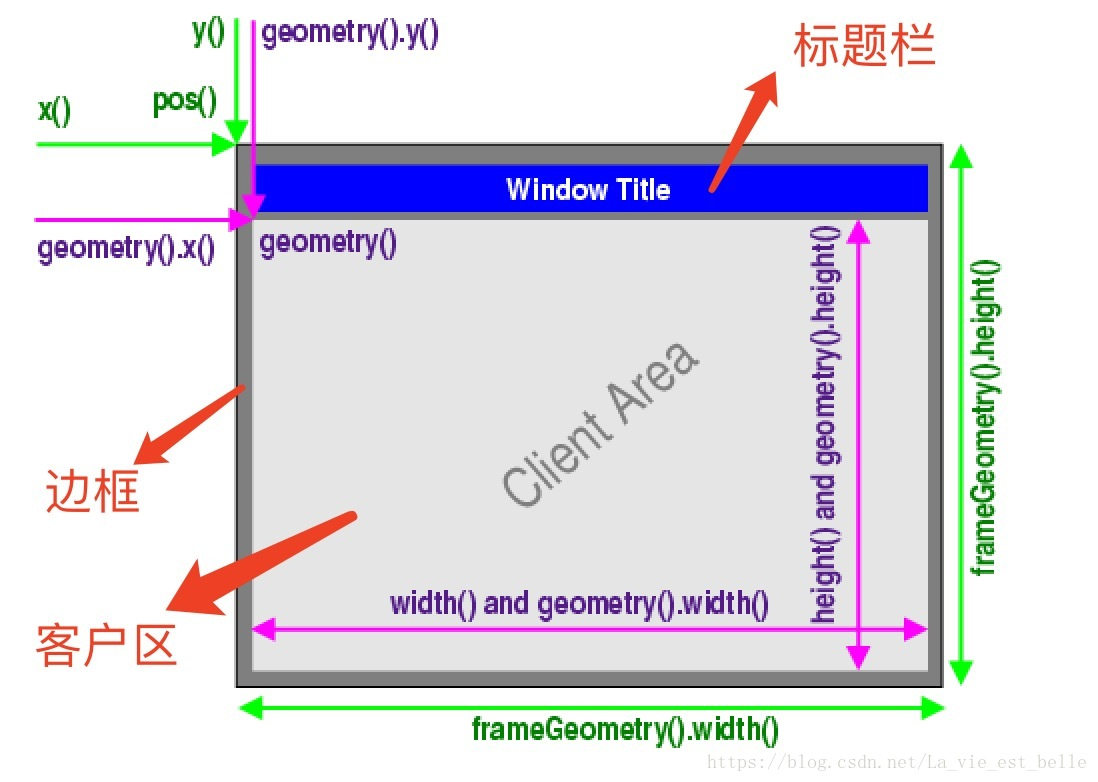 y()
geometry().y()
标题栏
x()
pos()
Window Title
geometry().x()
geometry()
height() and geometry().height()
frameGeometry().height()
Client Area
边框
width() and geometry().width()
客户区
frameGeometry().width()
https://blog.csdn.net/La_vie_est_belle